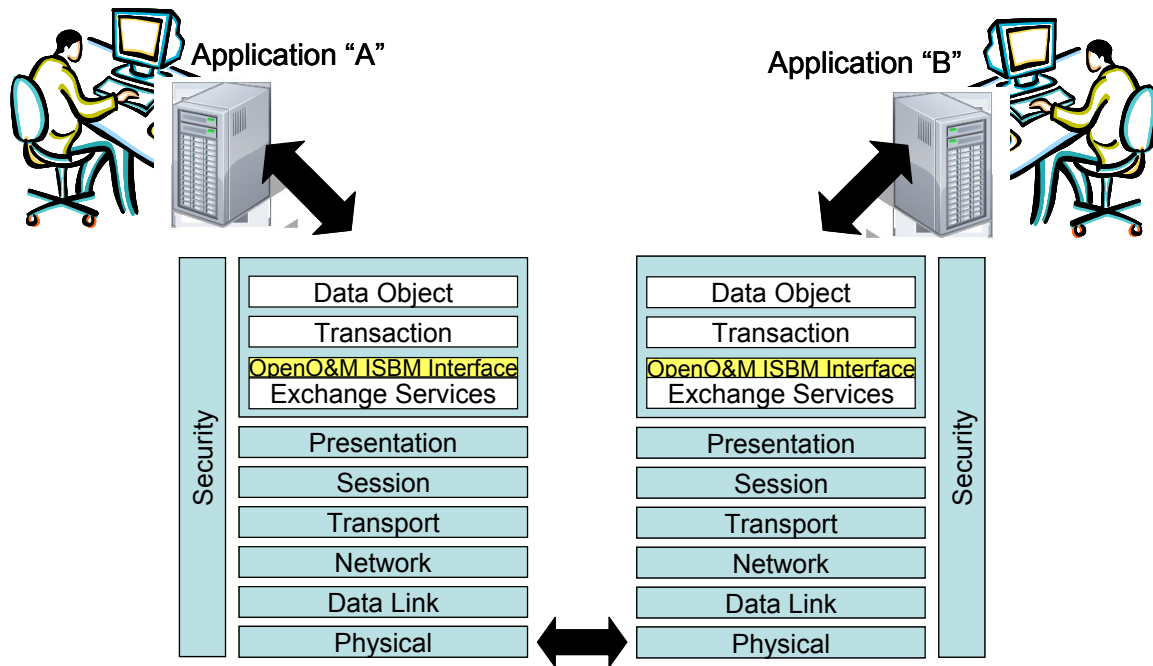 Application “A”
Application “B”
Security
Data Object
Transaction
OpenO&M ISBM Interface
Exchange Services
Presentation
Session
Transport
Network
Data Link
Physical
Data Object
Transaction
OpenO&M ISBM Interface
Exchange Services
Presentation
Session
Transport
Network
Data Link
Physical
Security